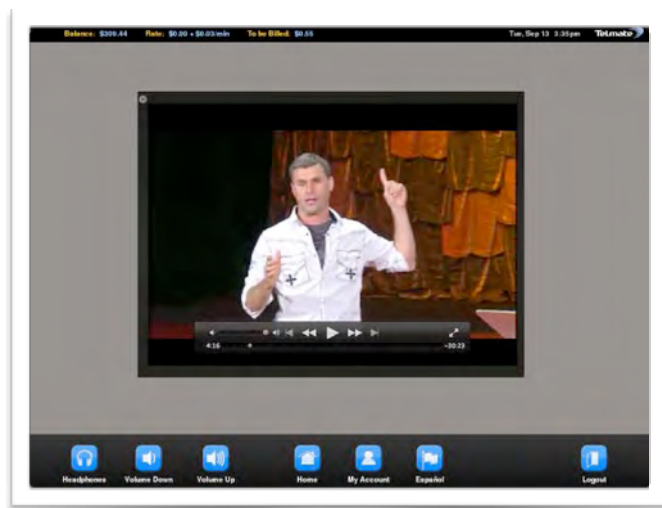 Balance: $309.44 Rate: $0.00 + $0.03/min To be Billed: $0.55 Tue, Sep 13 3:35pm Telmate
4:16 -30:23
Headphones Volume Down Volume Up Home My Account Español Logout